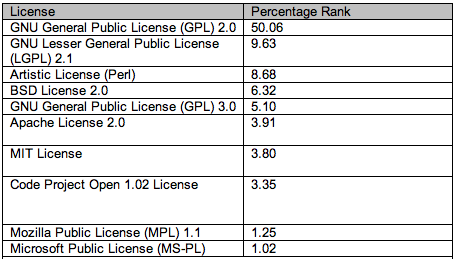 License Percentage Rank
GNU General Public License (GPL) 2.0 50.06
GNU Lesser General Public License 9.63
(LGPL) 2.1
Artistic License (Perl) 8.68
BSD License 2.0 6.32
GNU General Public License (GPL) 3.0 5.10
Apache License 2.0 3.91
MIT License 3.80
Code Project Open 1.02 License 3.35
Mozilla Public License (MPL) 1.1 1.25
Microsoft Public License (MS-PL) 1.02